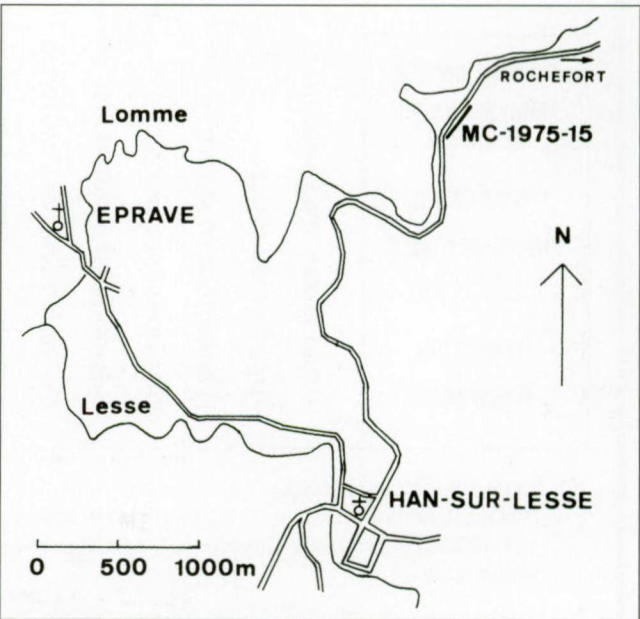 ROCHEFORT
Lomme
MC-1975-15
EPRAVE
N
Lesse
HAN-SUR-LESSE
0 500 1000m